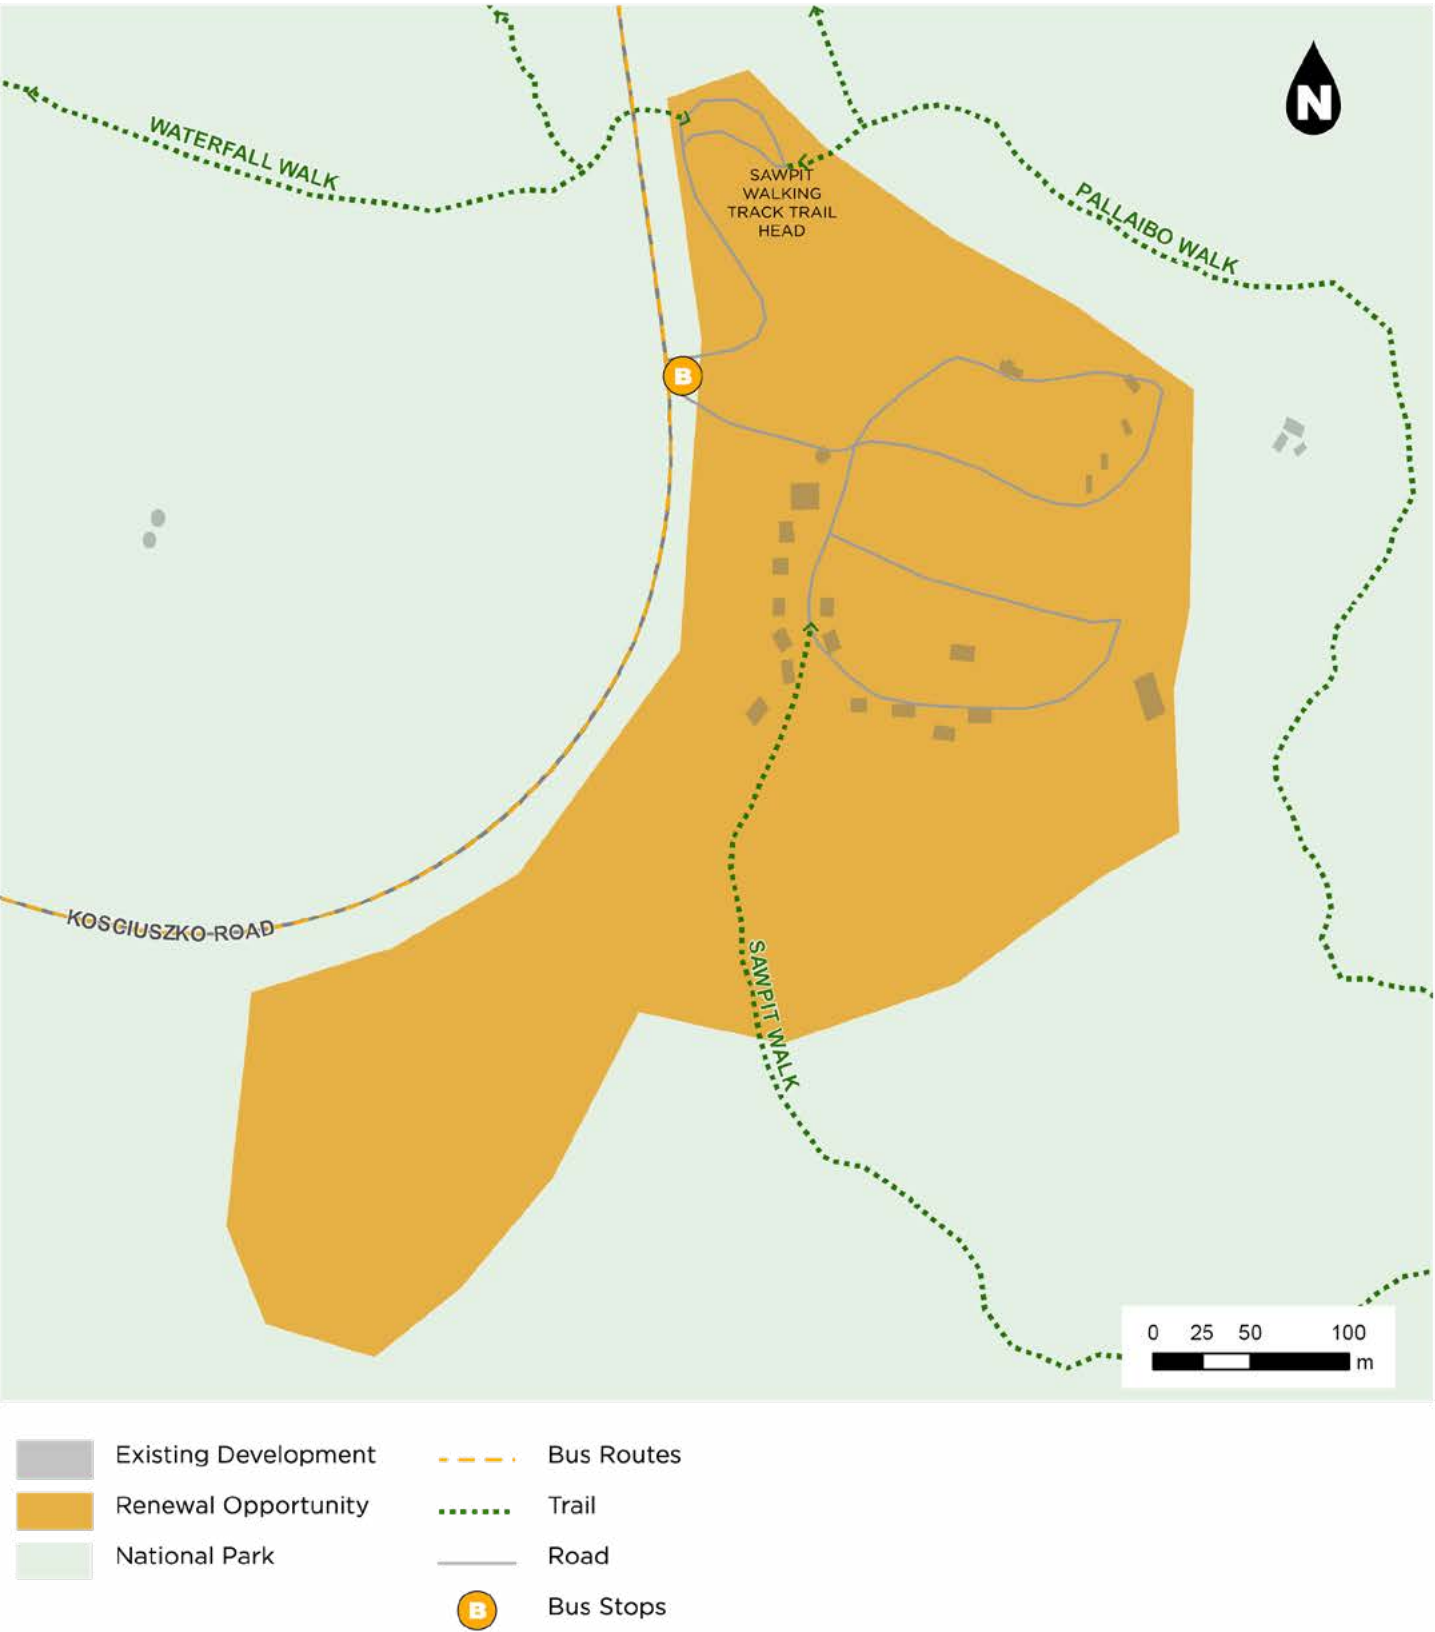 N
WATERFALL WALK
SAWPIT
WALKING
TRACK TRAIL
HEAD
PALLAIBO WALK
B
KOSCIUSZKO ROAD
SAWPIT WALK
0 25 50 100
m
Existing Development
Renewal Opportunity
National Park
Bus Routes
Trail
Road
B
Bus Stops